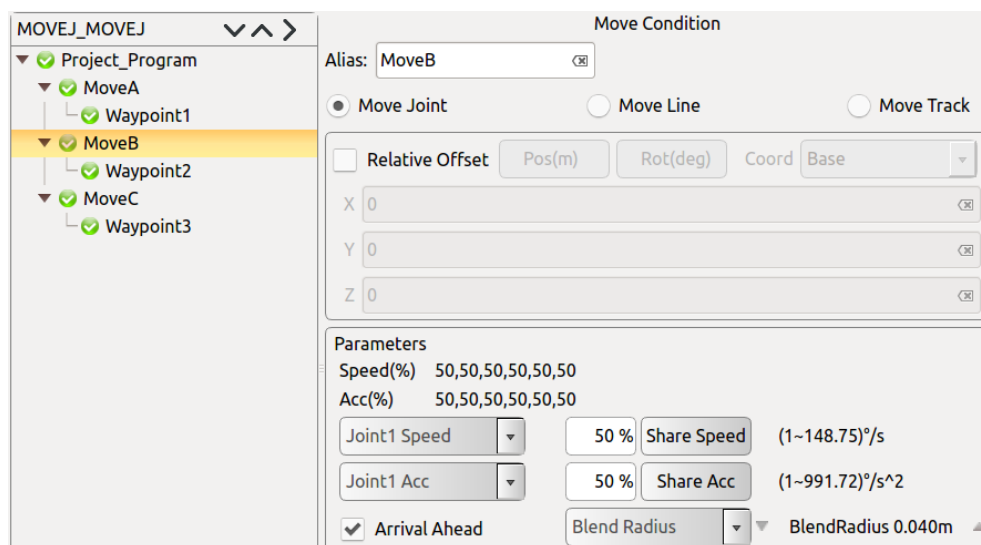 MOVEJ_MOVEJ
Project_Program
MoveA
Waypoint1
MoveB
Waypoint2
MoveC
Waypoint3
Move Condition
Alias: MoveB
Move Joint Move Line Move Track
Relative Offset Pos(m) Rot(deg) Coord Base
X 0
Y 0
Z 0
Parameters
Speed(%) 50,50,50,50,50,50
Acc(%) 50,50,50,50,50,50
Joint1 Speed 50 % Share Speed (1~148.75)°/s
Joint1 Acc 50 % Share Acc (1~991.72)°/s^2
Arrival Ahead Blend Radius BlendRadius 0.040m